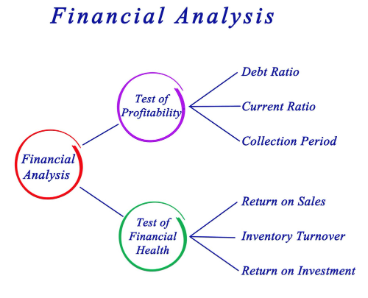 Financial Analysis
Financial
Analysis
Test of
Profitability
Debt Ratio
Current Ratio
Collection Period
Test of
Financial
Health
Return on Sales
Inventory Turnover
Return on Investment